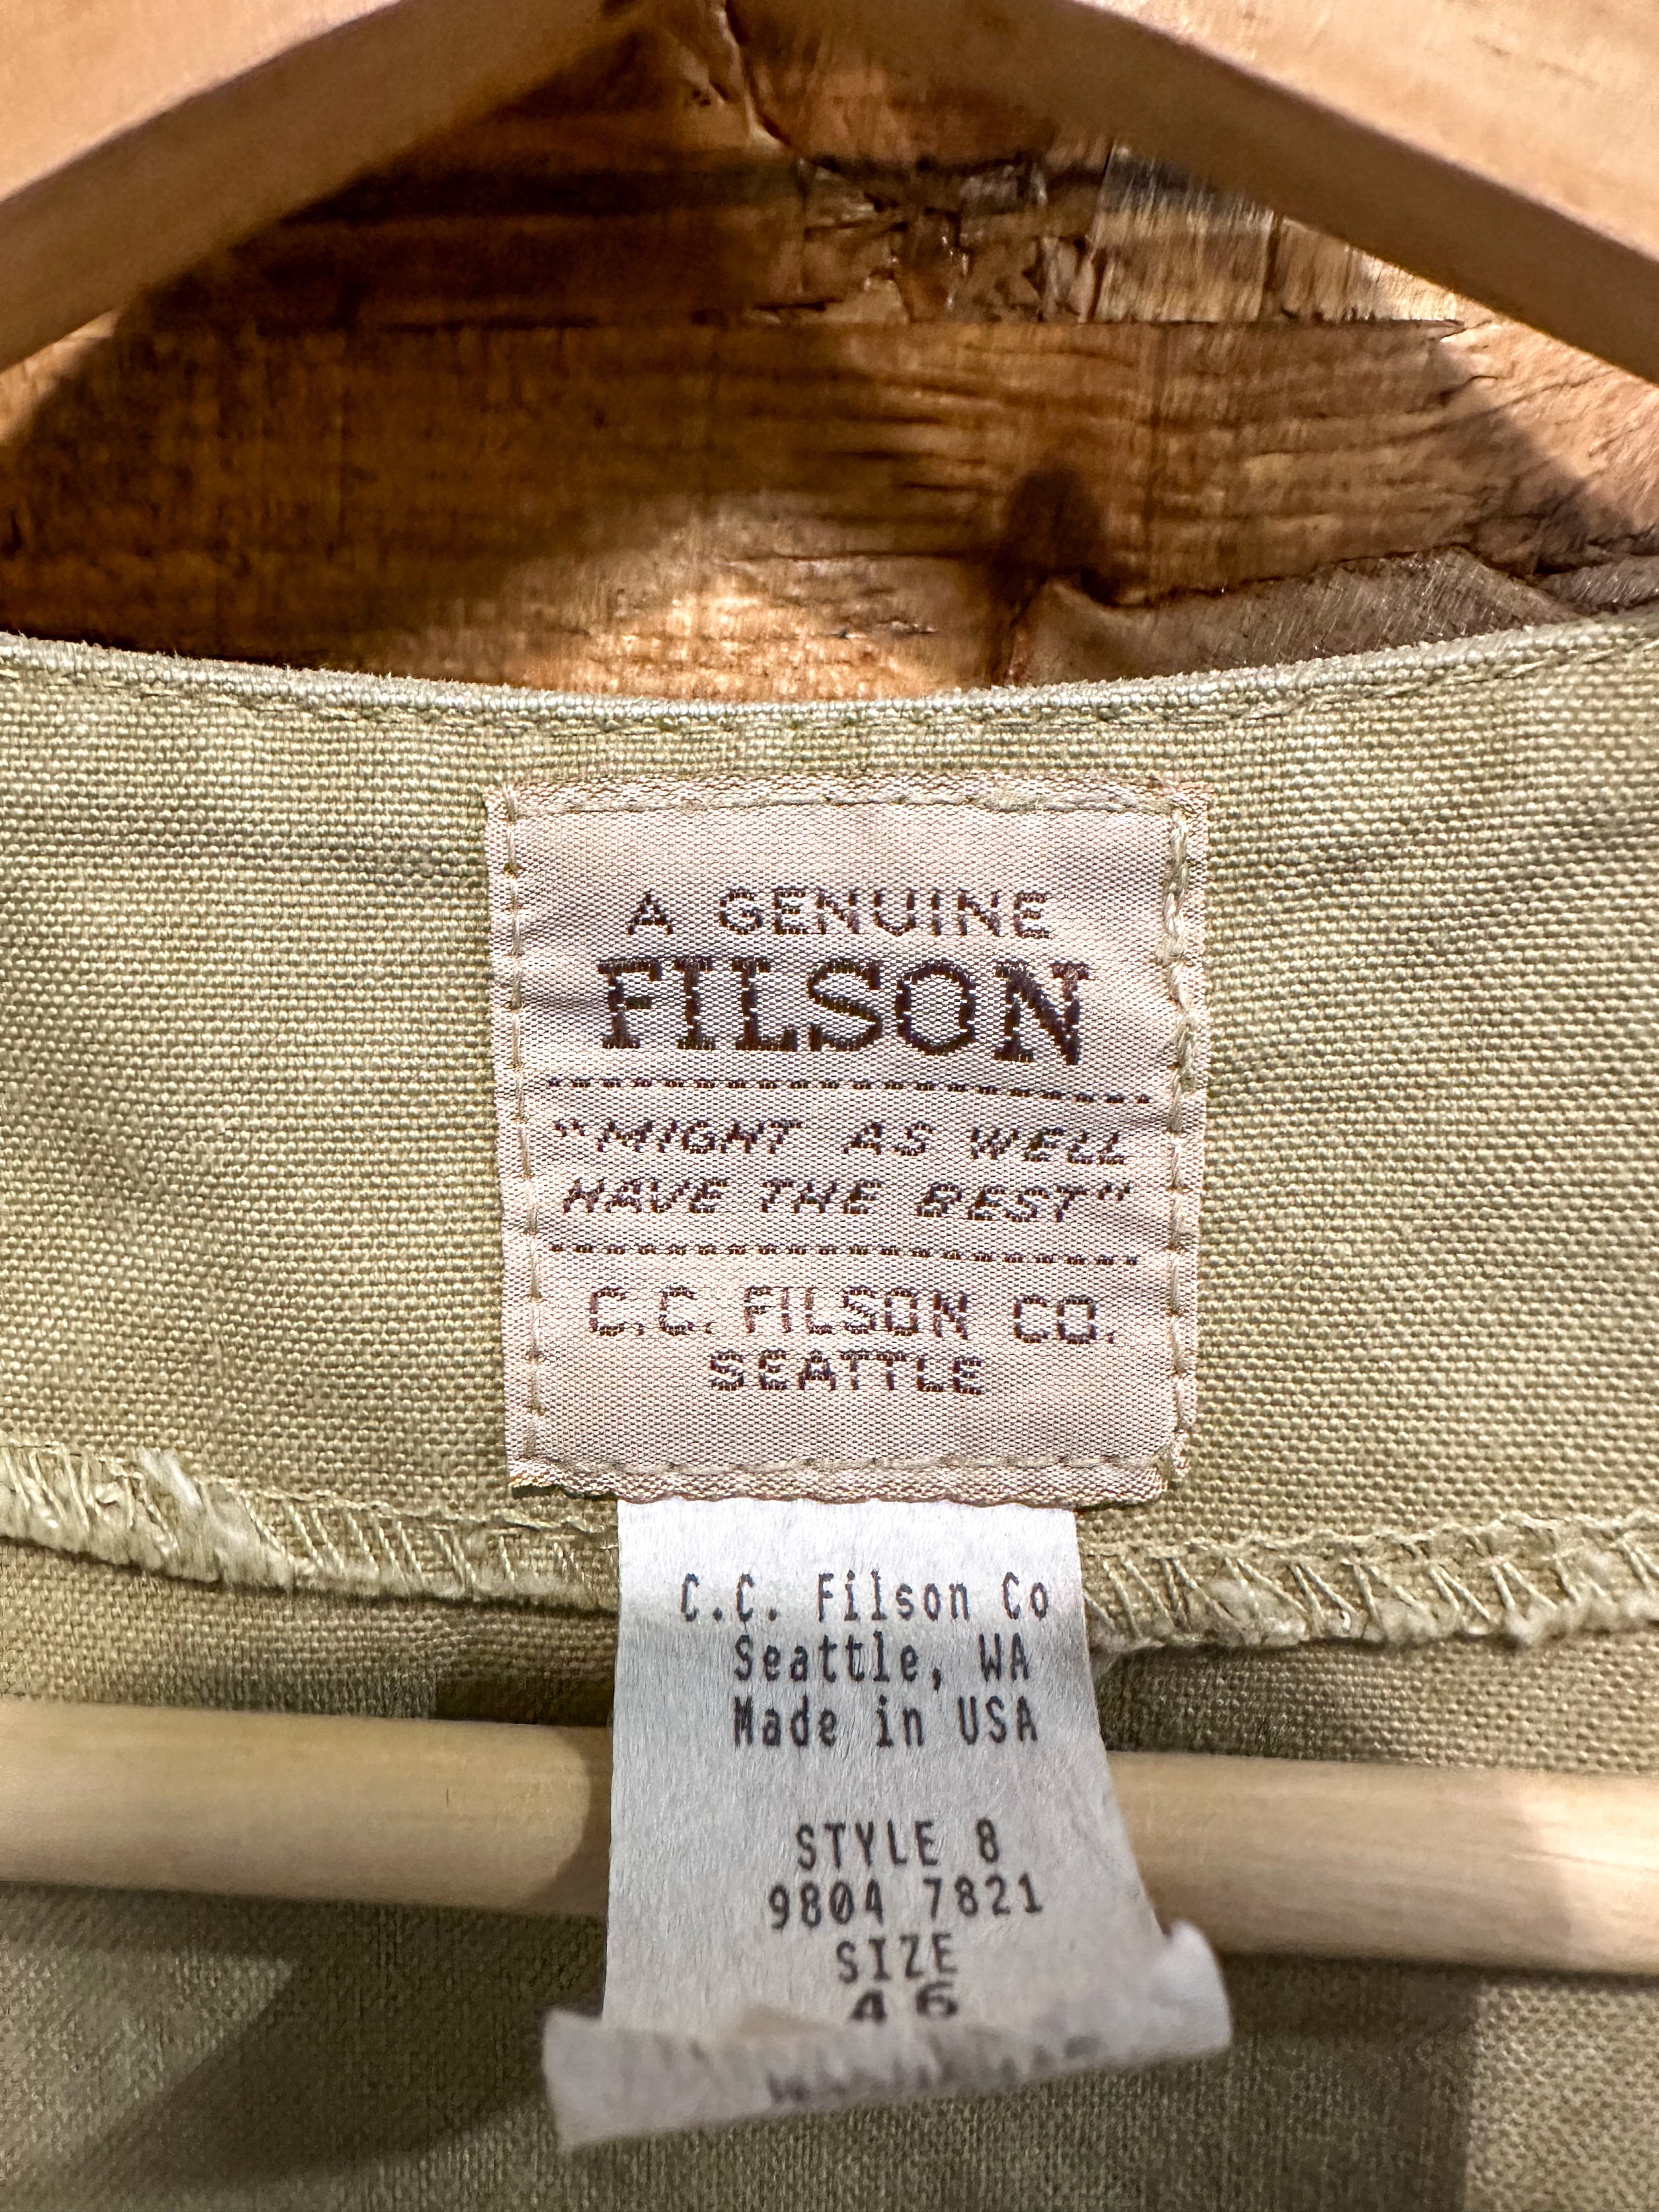 A GENUINE
FILSON
"MIGHT AS WELL
HAVE THE BEST"
C.C. FILSON CO.
SEATTLE
C.C. Filson Co
Seattle, WA
Made in USA
STYLE 8
9804 7821
SIZE
46